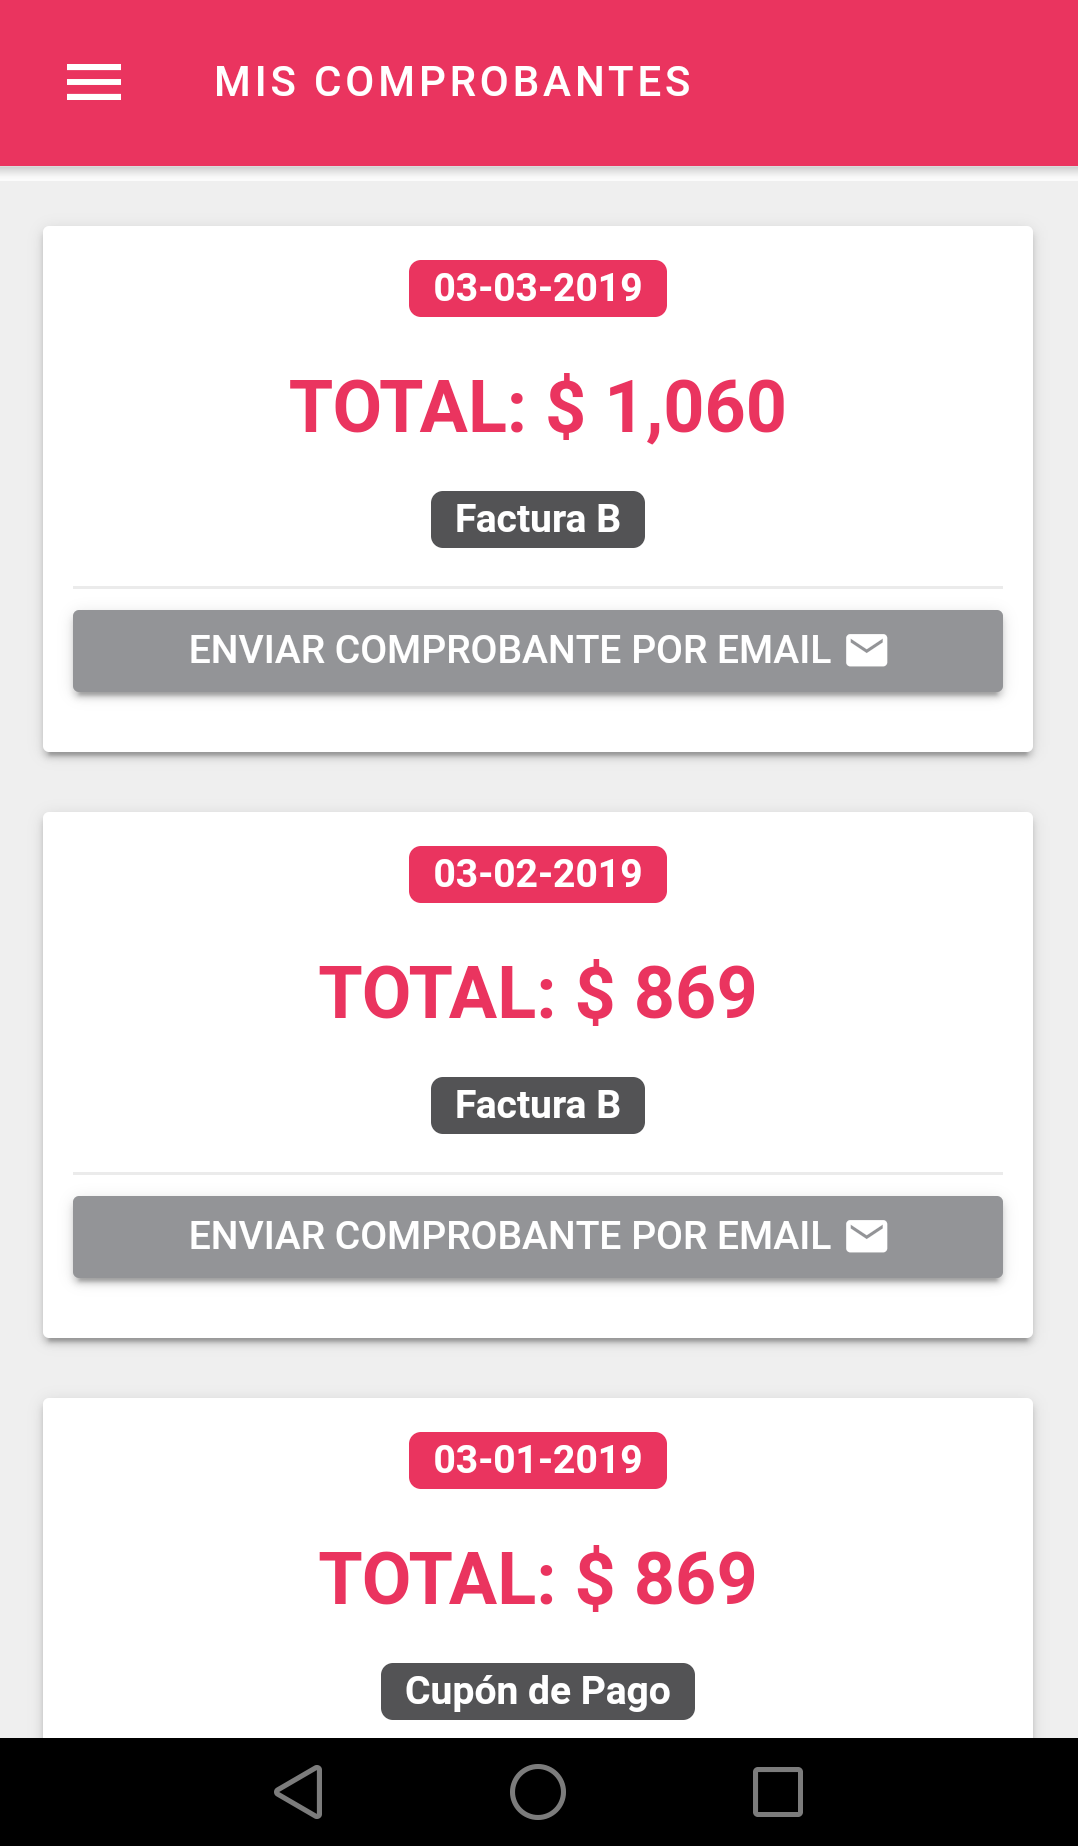 MIS COMPROBANTES
03-03-2019
TOTAL: $ 1,060
Factura B
ENVIAR COMPROBANTE POR EMAIL
03-02-2019
TOTAL: $ 869
Factura B
ENVIAR COMPROBANTE POR EMAIL
03-01-2019
TOTAL: $ 869
Cupón de Pago